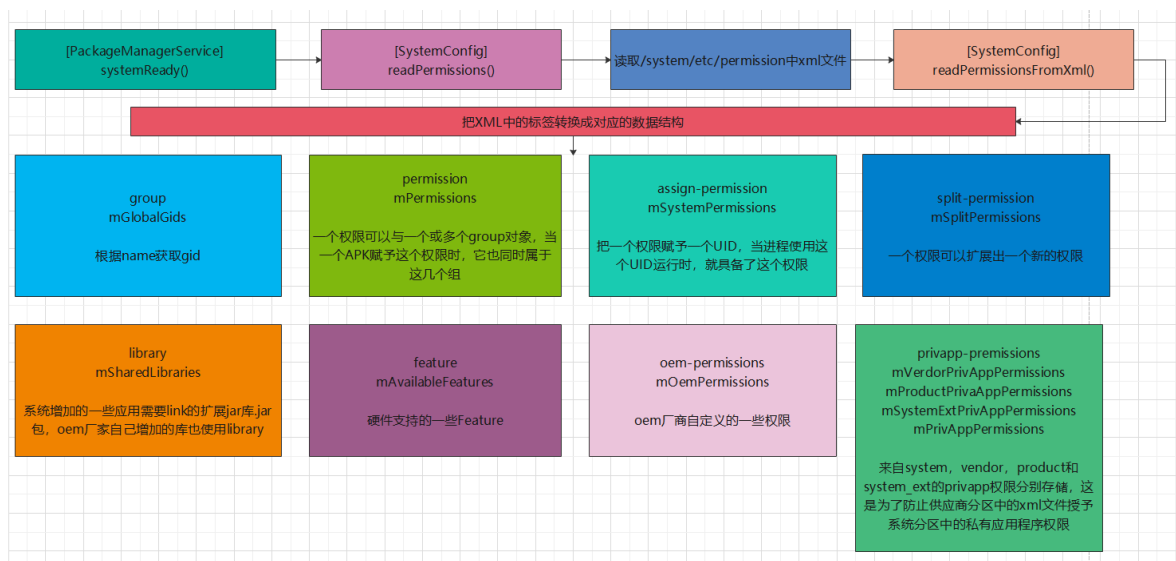 [PackageManagerService]
systemReady()
[SystemConfig]
readPermissions()
读取/system/etc/permission中xml文件
[SystemConfig]
readPermissionsFromXml()
把XML中的标签转换成对应的数据结构
group
mGlobalGids
根据name获取gid
permission
mPermissions
一个权限可以与一个或多个group对象，当
一个APK赋予这个权限时，它也同时属于
这几个组
assign-permission
mSystemPermissions
把一个权限赋予一个UID，当进程使用这
个UID运行时，就具备了这个权限
split-permission
mSplitPermissions
一个权限可以扩展出一个新的权限
library
mSharedLibraries
系统增加的一些应用需要link的扩展jar库.jar
包，oem厂家自己增加的库也使用library
feature
mAvailableFeatures
硬件支持的一些Feature
oem-permissions
mOemPermissions
oem厂商自定义的一些权限
privapp-premissions
mVerdorPrivAppPermissions
mProductPrivaAppPermissions
mSystemExtPrivAppPermissions
mPrivAppPermissions
来自system，vendor，product和
system_ext的privapp权限分别存储，这
是为了防止供应商分区中的xml文件授予
系统分区中的私有应用程序权限